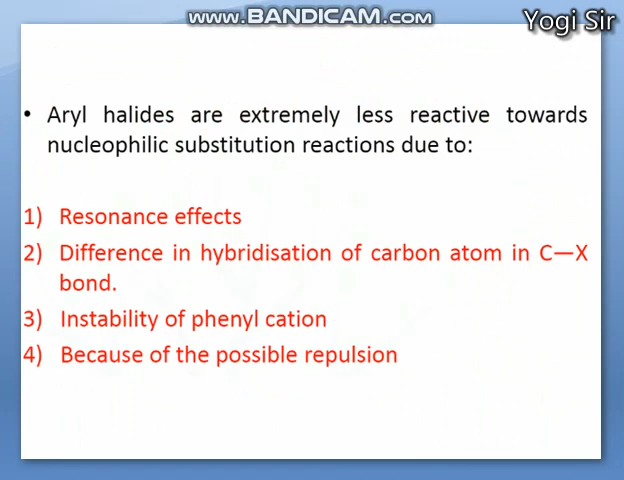 www.BANDICAM.com
Yogi Sir
• Aryl halides are extremely less reactive towards
nucleophilic substitution reactions due to:
1) Resonance effects
2) Difference in hybridisation of carbon atom in C—X
bond.
3) Instability of phenyl cation
4) Because of the possible repulsion